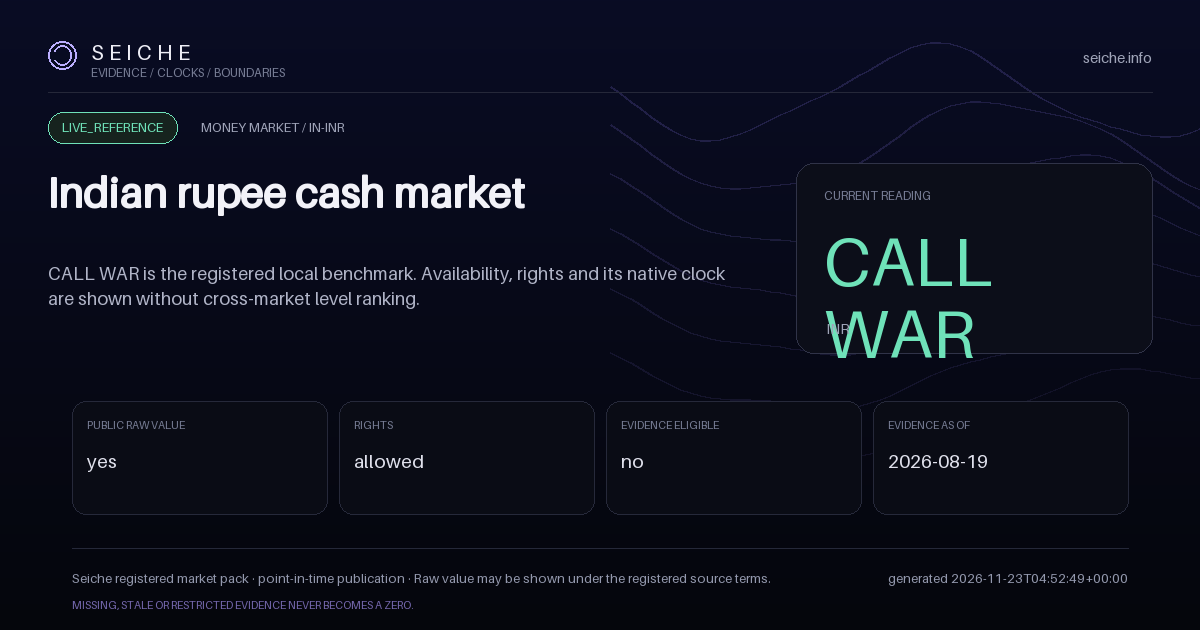 SEICHE
EVIDENCE / CLOCKS / BOUNDARIES
seiche.info
LIVE_REFERENCE
MONEY MARKET / IN-INR
Indian rupee cash market
CALL WAR is the registered local benchmark. Availability, rights and its native clock
are shown without cross-market level ranking.
CURRENT READING
CALL
WAR
INR
PUBLIC RAW VALUE
yes
RIGHTS
allowed
EVIDENCE ELIGIBLE
no
EVIDENCE AS OF
2026-08-19
Seiche registered market pack · point-in-time publication · Raw value may be shown under the registered source terms.
generated 2026-11-23T04:52:49+00:00
MISSING, STALE OR RESTRICTED EVIDENCE NEVER BECOMES A ZERO.